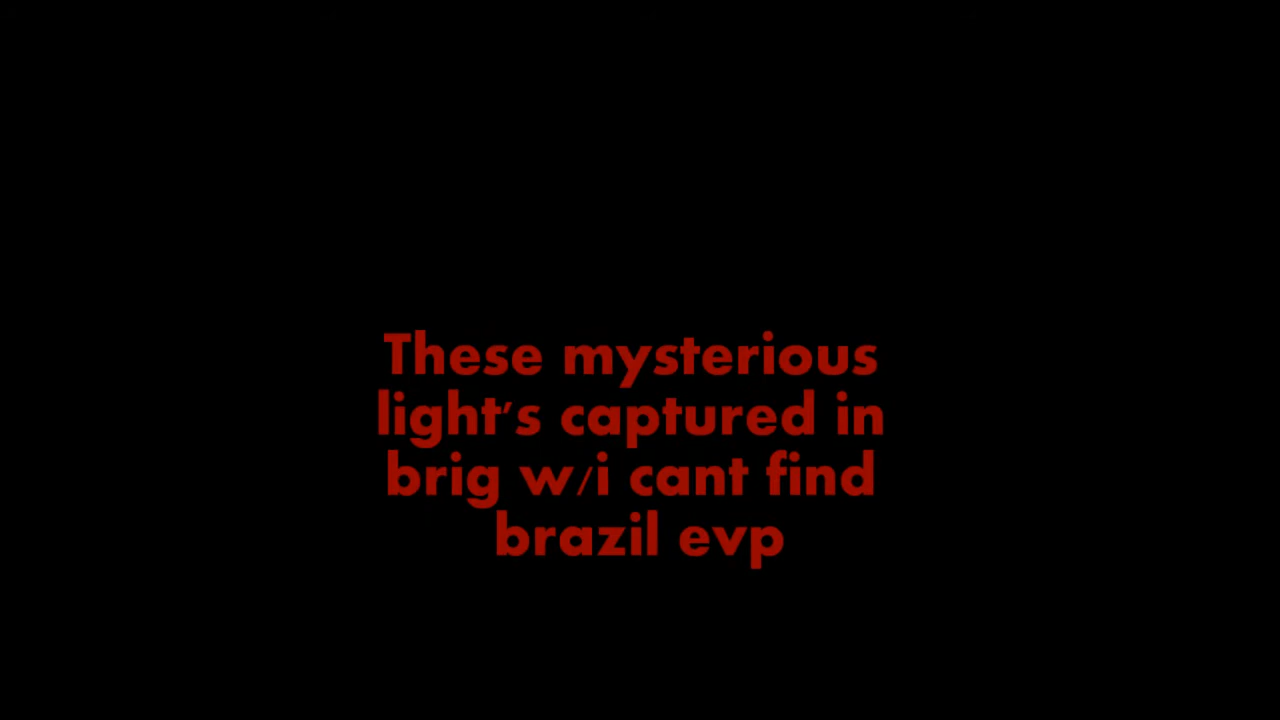 These mysterious
light's captured in
brig w/i cant find
brazil evp